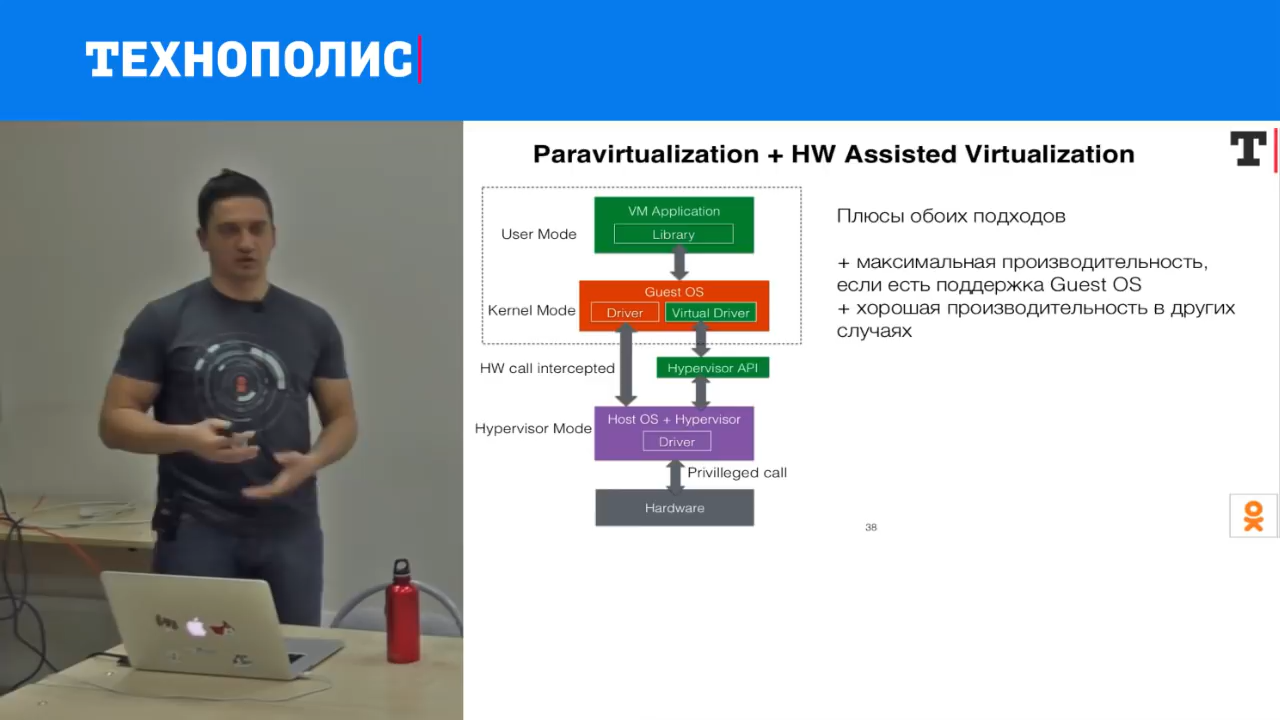 ТЕХНОПОЛИС
Paravirtualization + HW Assisted Virtualization
T
VM Application
Library
User Mode
Guest OS
Kernel Mode
Driver
Virtual Driver
HW call intercepted
Hypervisor API
Host OS + Hypervisor
Hypervisor Mode
Driver
Privilleged call
Hardware
Плюсы обоих подходов
+ максимальная производительность,
если есть поддержка Guest OS
+ хорошая производительность в других
случаях
38